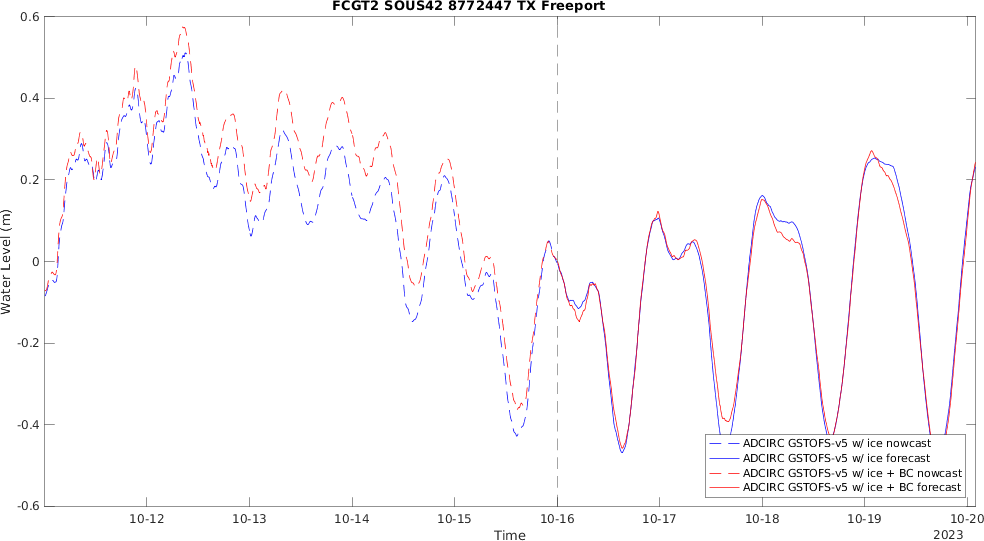 FCGT2 SOUS42 8772447 TX Freeport
Water Level (m)
0.6
0.4
0.2
0
-0.2
-0.4
-0.6
ADCIRC GSTOFS-v5 w/ ice nowcast
ADCIRC GSTOFS-v5 w/ ice forecast
ADCIRC GSTOFS-v5 w/ ice + BC nowcast
ADCIRC GSTOFS-v5 w/ ice + BC forecast
10-12 10-13 10-14 10-15 10-16 10-17 10-18 10-19 10-20
Time
2023